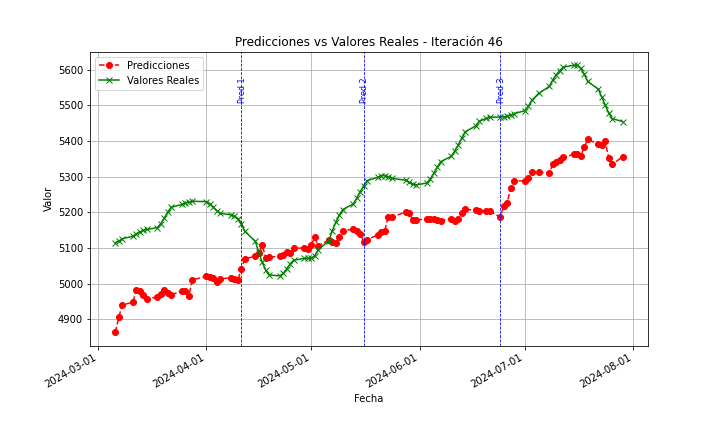 Predicciones vs Valores Reales - Iteración 46
Predicciones
Valores Reales
Pred 1
Pred 2
Pred 3
Valor
5600
5500
5400
5300
5200
5100
5000
4900
2024-03-01
2024-04-01
2024-05-01
2024-06-01
2024-07-01
2024-08-01
Fecha